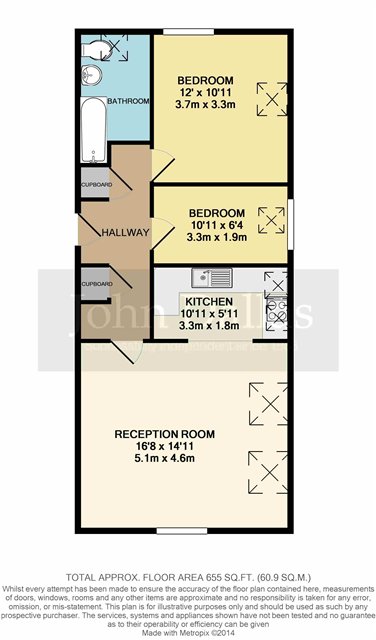 BATHROOM
BEDROOM
12' x 10'11
3.7m x 3.3m
CUPBOARD
HALLWAY
BEDROOM
10'11 x 6'4
3.3m x 1.9m
CUPBOARD
KITCHEN
10'11 x 5'11
3.3m x 1.8m
john
RECEPTION ROOM
16'8 x 14'11
5.1m x 4.6m
TOTAL APPROX. FLOOR AREA 655 SQ.FT. (60.9 SQ.M.)
Whilst every attempt has been made to ensure the accuracy of the floor plan contained here, measurements
of doors, windows, rooms and any other items are approximate and no responsibility is taken for any error,
omission, or mis-statement. This plan is for illustrative purposes only and should be used as such by any
prospective purchaser. The services, systems and appliances shown have not been tested and no guarantee
as to their operability or efficiency can be given
Made with Metropix ©2014